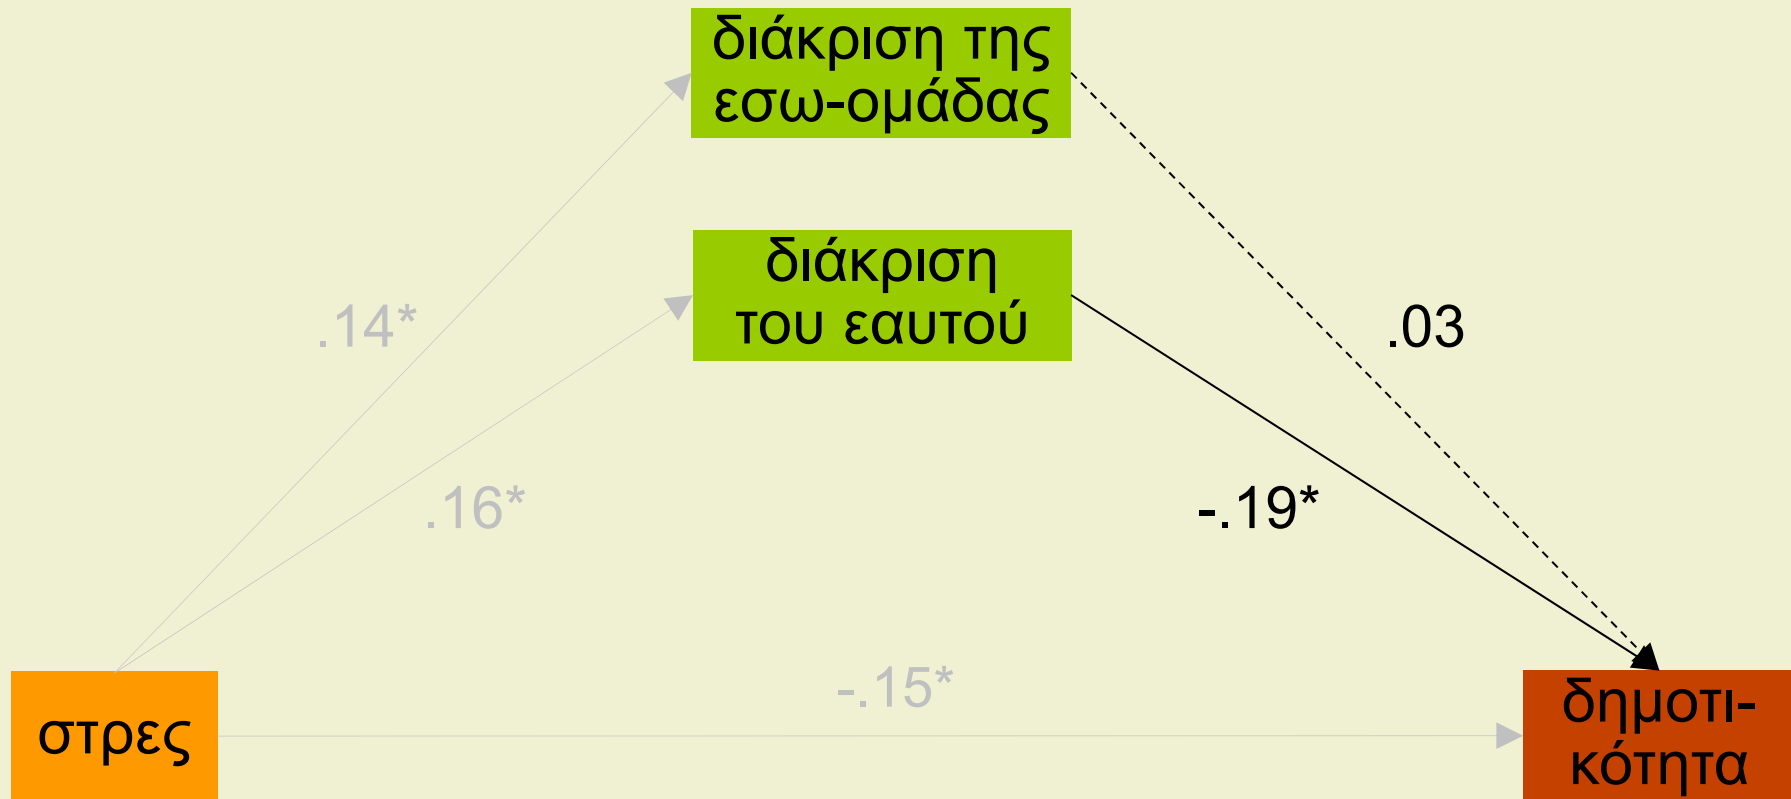 διάκριση της
εσω-ομάδας
διάκριση
του εαυτού
.14*
.03
.16*
-.19*
-.15*
στρες
δημοτι-
κότητα